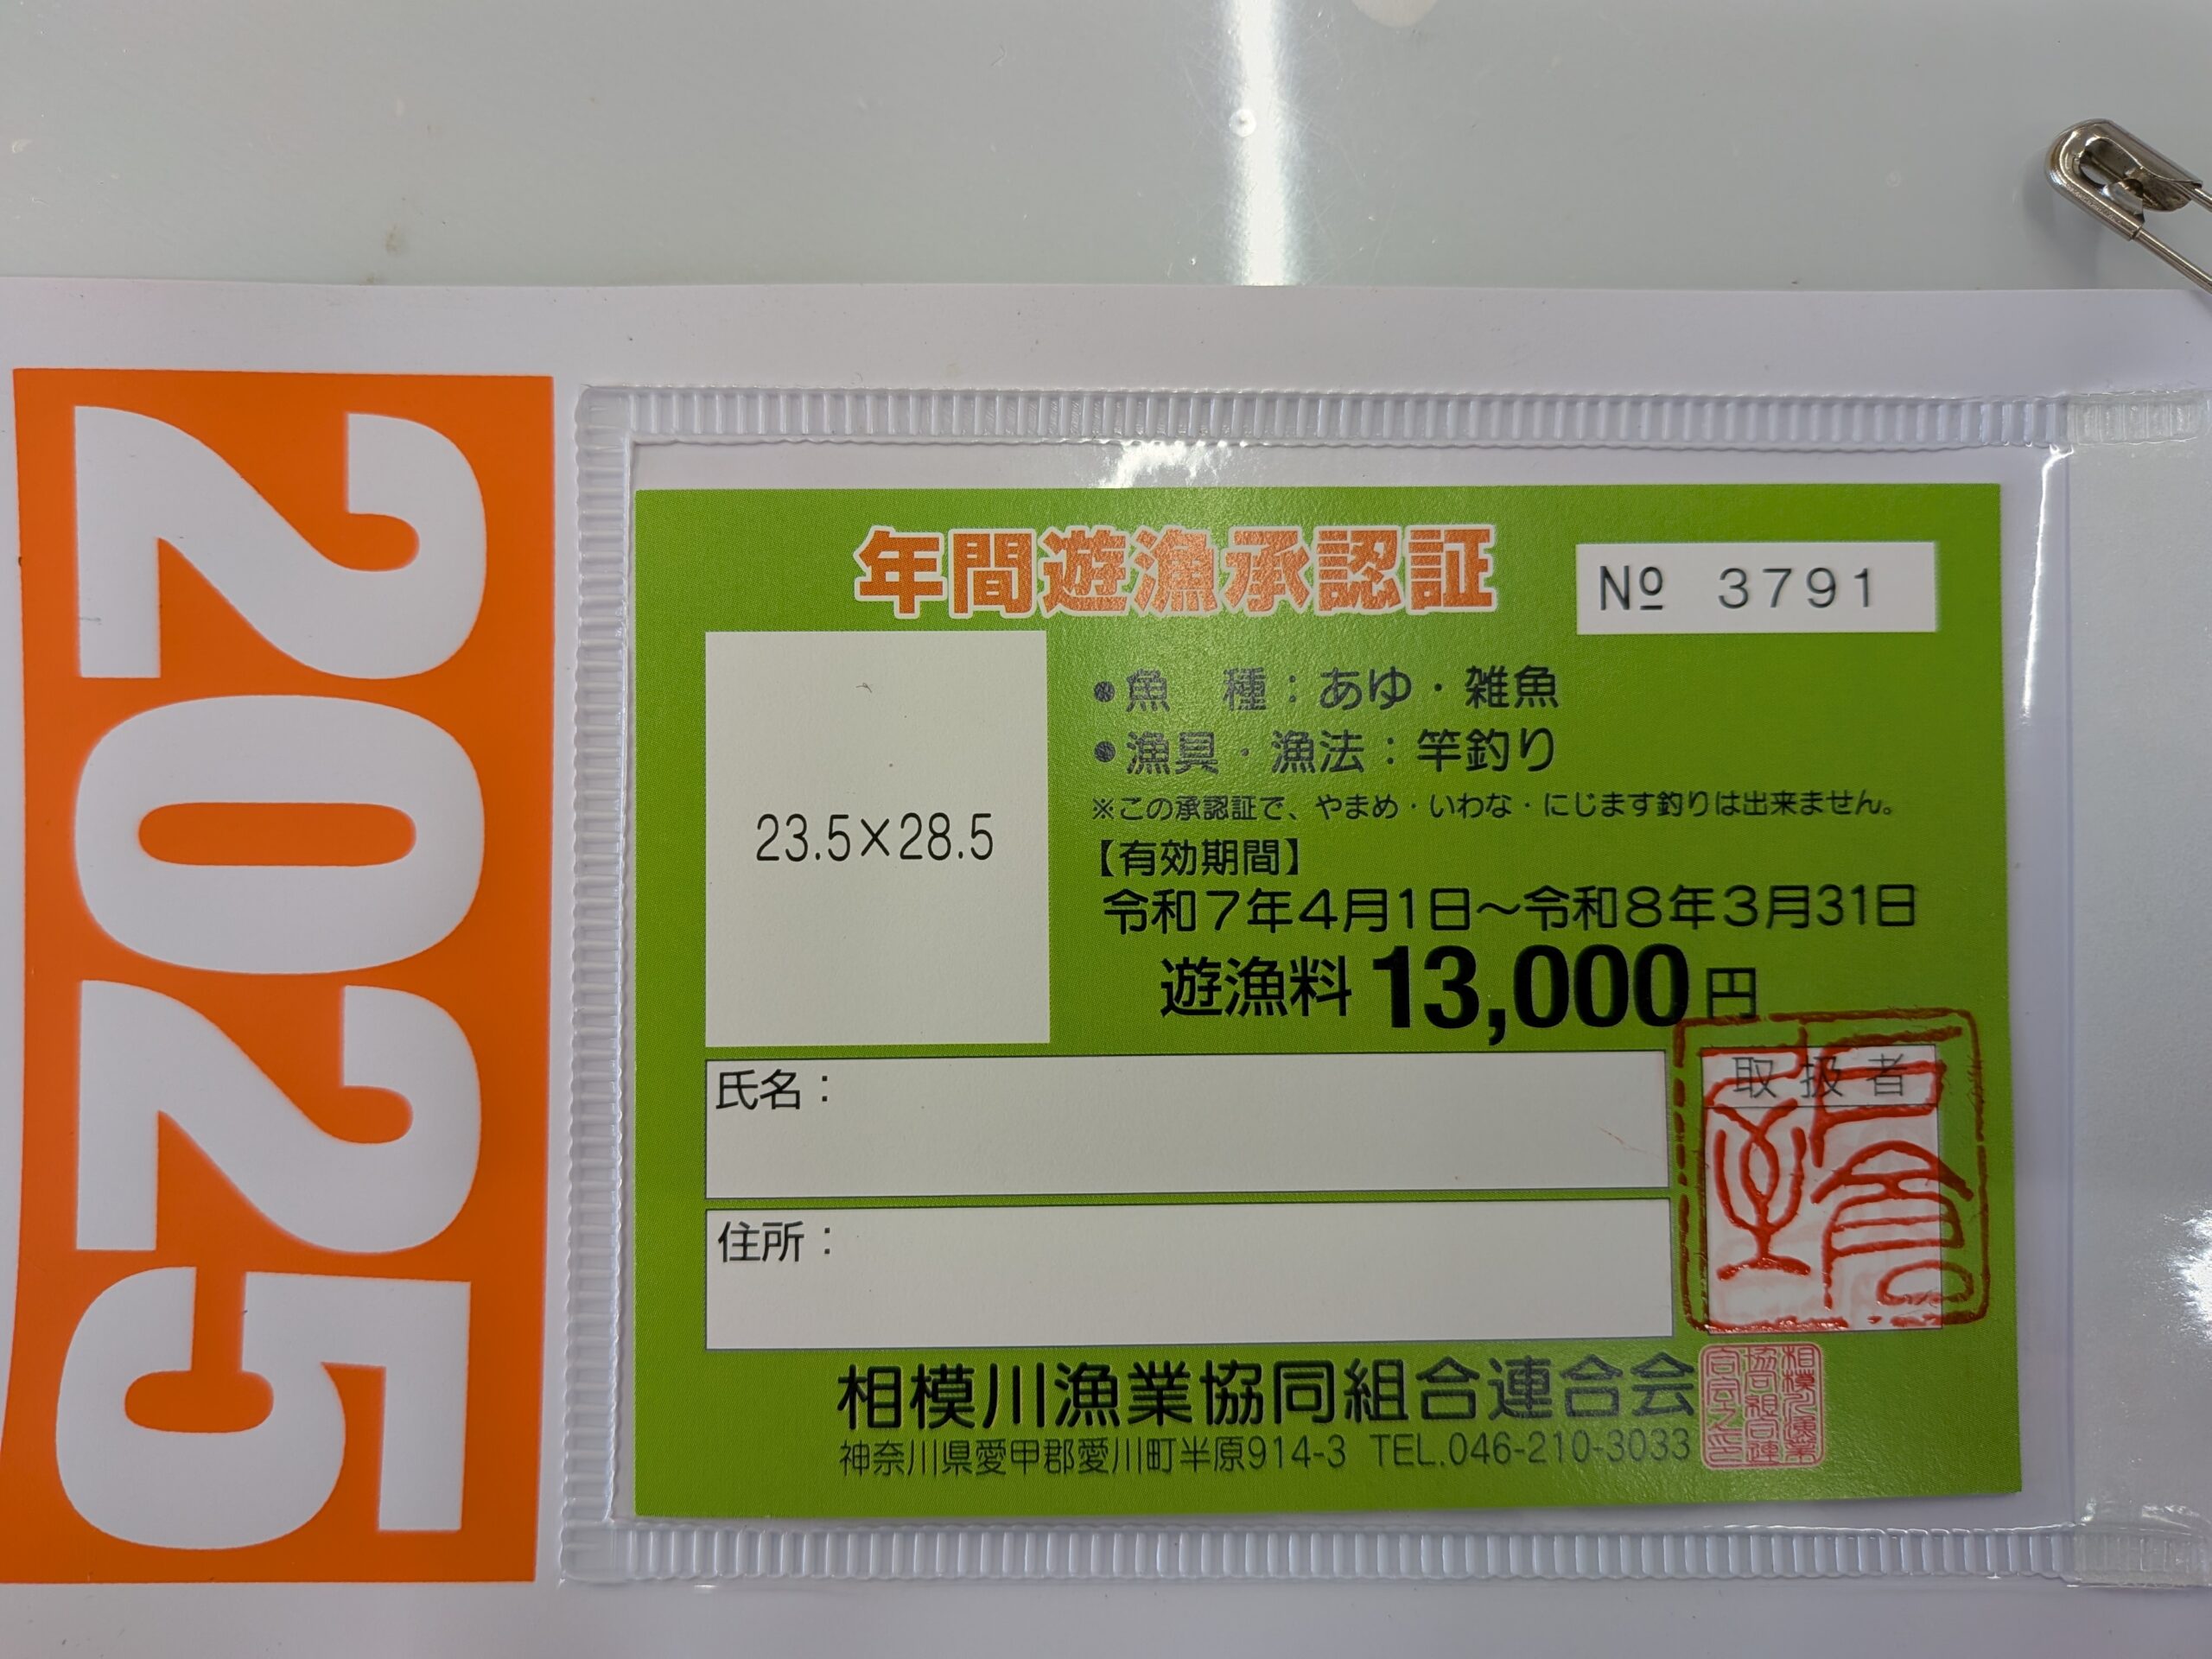 2025
年間遊漁承認証
№ 3791
23.5×28.5
●魚　種：あゆ・雑魚
●漁具・漁法：竿釣り
※この承認証で、やまめ・いわな・にじます釣りは出来ません。
【有効期間】
令和7年4月1日～令和8年3月31日
遊漁料 13,000円
氏名：
取扱者
住所：
相模川漁業協同組合連合会
神奈川県愛甲郡愛川町半原914-3 TEL.046-210-3033